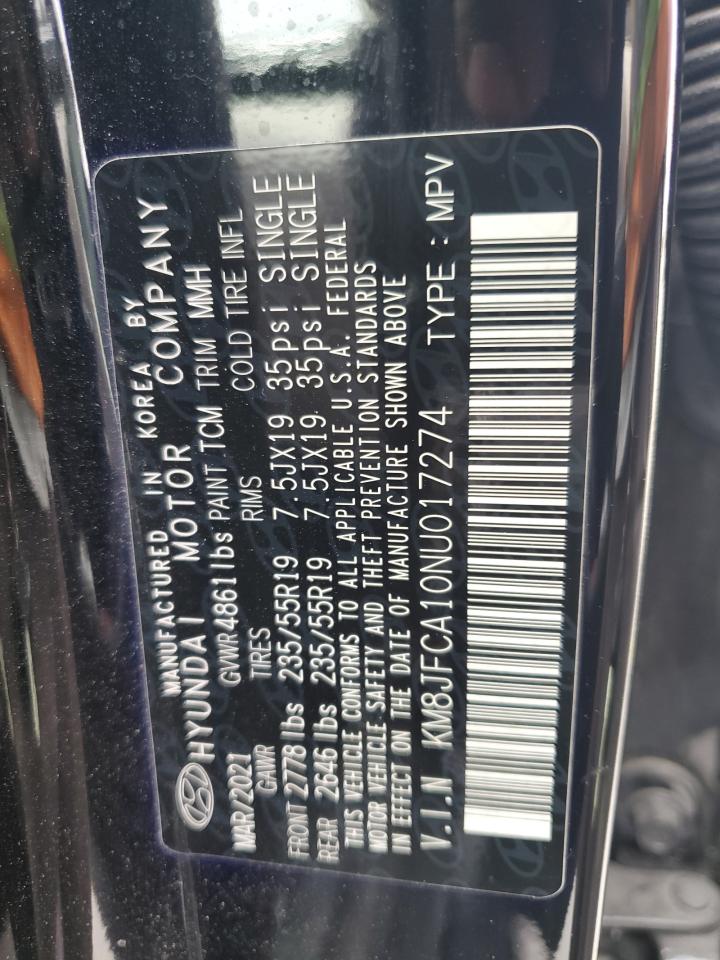 MANUFACTURED IN KOREA BY
HYUNDAI MOTOR COMPANY
MAR/2021 GVWR 4861lbs PAINT TCM TRIM MMH
GAWR TIRES RIMS COLD TIRE INFL
FRONT 2778 lbs 235/55R19 7.5JX19 35psi SINGLE
REAR 2646 lbs 235/55R19 7.5JX19 35psi SINGLE
THIS VEHICLE CONFORMS TO ALL APPLICABLE U.S.A. FEDERAL
MOTOR VEHICLE SAFETY AND THEFT PREVENTION STANDARDS
IN EFFECT ON THE DATE OF MANUFACTURE SHOWN ABOVE
V.I.N KM8JFCA10NU017274 TYPE : MPV